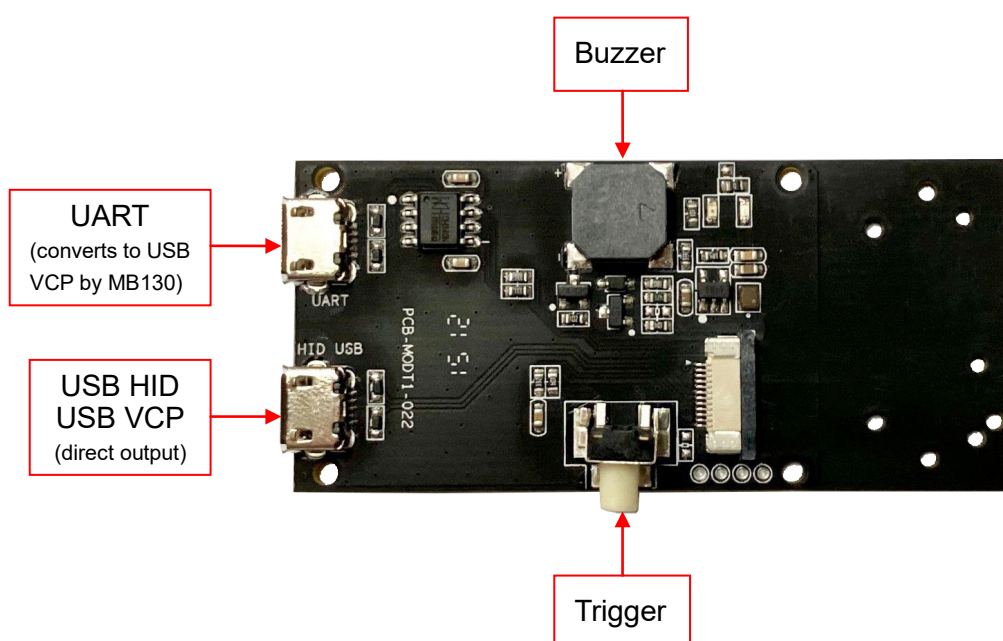 Buzzer
UART
(converts to USB
VCP by MB130)
UART
HID USB
USB HID
USB VCP
(direct output)
PCB-MODT1-022
Trigger